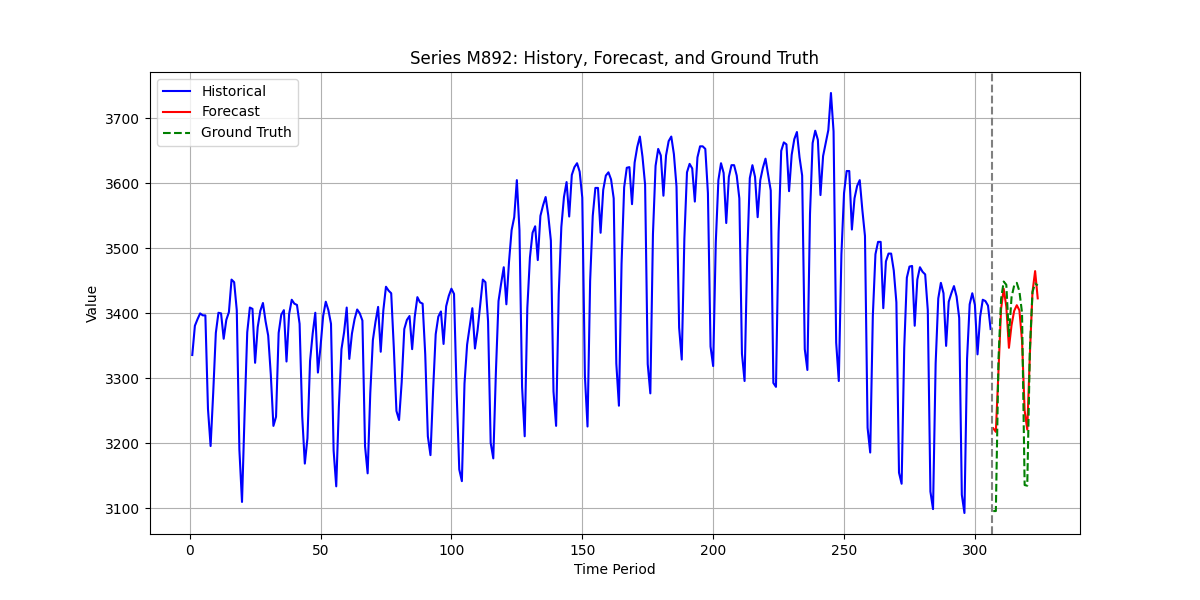 Series M892: History, Forecast, and Ground Truth
Historical
Forecast
Ground Truth
Value
3700
3600
3500
3400
3300
3200
3100
0 50 100 150 200 250 300
Time Period